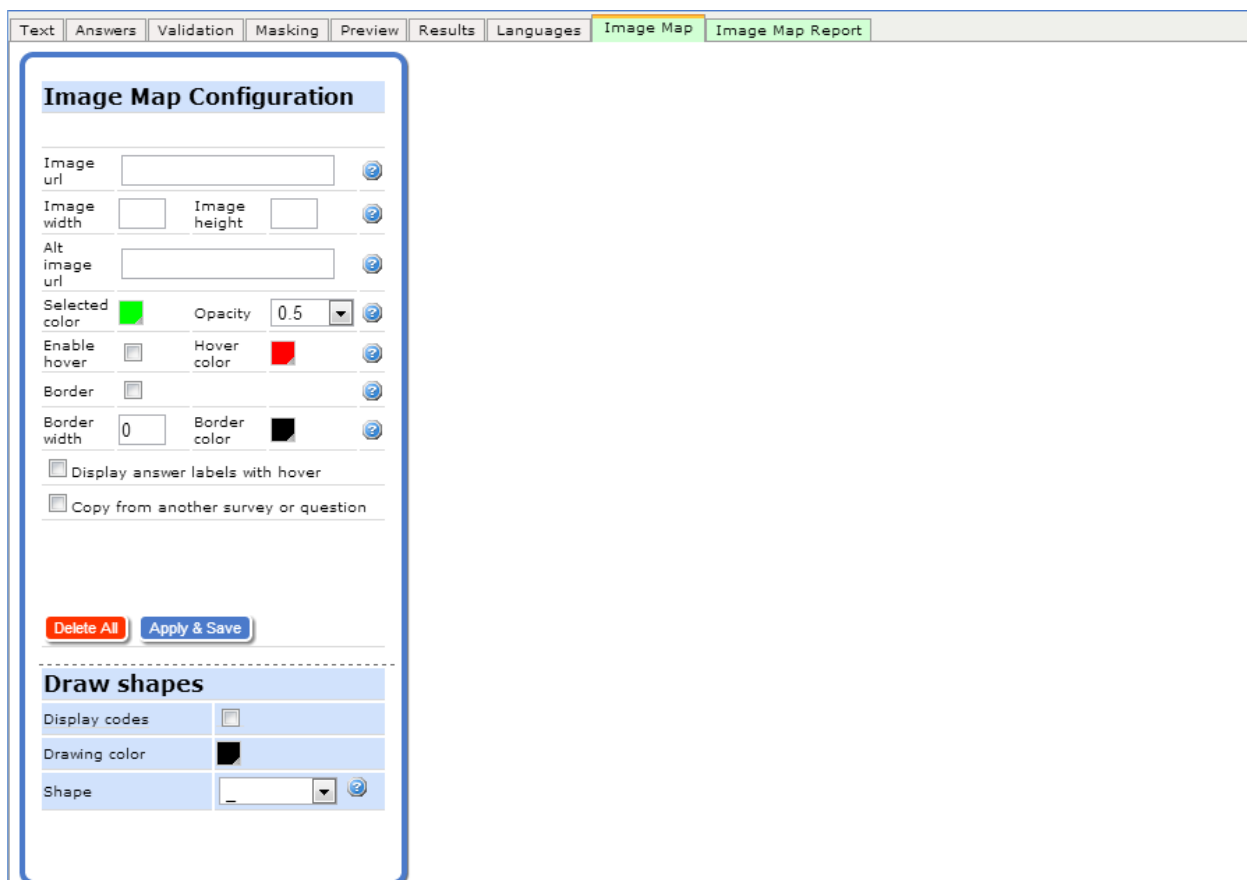 Text Answers Validation Masking Preview Results Languages Image Map Image Map Report
Image Map Configuration
Image
url
Image
width
Image
height
Alt
image
url
Selected
color
Opacity
0.5
Enable
hover
Hover
color
Border
Border
width
0
Border
color
Display answer labels with hover
Copy from another survey or question
Delete All Apply & Save
Draw shapes
Display codes
Drawing color
Shape
_